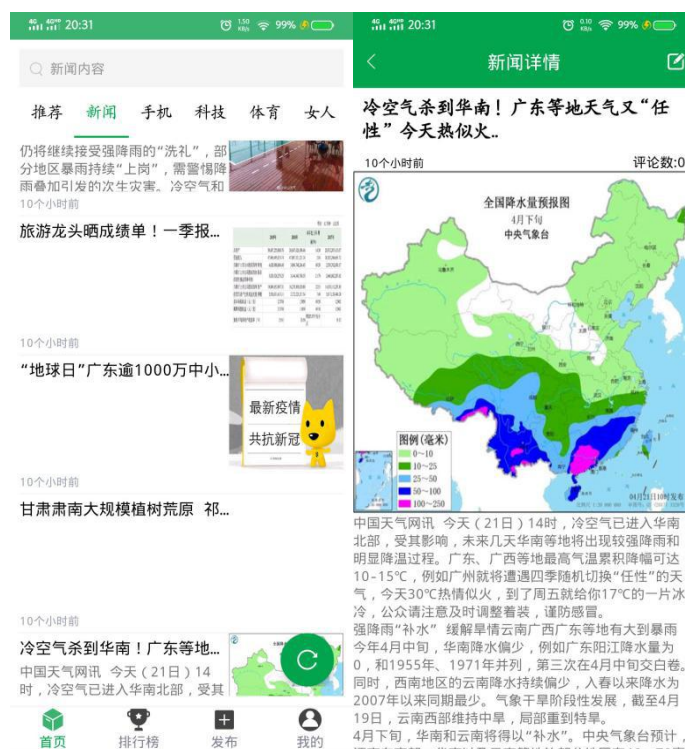 20:31
1.50
KB/s
99%
新闻内容
推荐 新闻 手机 科技 体育 女人
仍将继续接受强降雨的“洗礼”，部
分地区暴雨持续“上岗”，需警惕降
雨叠加引发的次生灾害。冷空气和
10个小时前
旅游龙头晒成绩单！一季报...
10个小时前
“地球日”广东逾1000万中小...
最新疫情
共抗新冠
10个小时前
甘肃肃南大规模植树荒原 祁...
10个小时前
冷空气杀到华南！广东等地...
中国天气网讯 今天（21日）14
时，冷空气已进入华南北部，受其
首页 排行榜 发布 我的
20:31
0.10
KB/s
99%
新闻详情
冷空气杀到华南！广东等地天气又“任
性”今天热似火..
10个小时前 评论数:0
全国降水量预报图
4月下旬
中央气象台
图例(毫米)
0~10
10~25
25~50
50~100
100~250
中国天气网讯 今天（21日）14时，冷空气已进入华南
北部，受其影响，未来几天华南等地将出现较强降雨和
明显降温过程。广东、广西等地最高气温累积降幅可达
10-15℃，例如广州就将遭遇四季随机切换“任性”的天
气，今天30℃热情似火，到了周五就给你17℃的一片冰
冷，公众请注意及时调整着装，谨防感冒。
强降雨“补水” 缓解旱情云南广西广东等地有大到暴雨
今年4月中旬，华南降水偏少，例如广东阳江降水量为
0，和1955年、1971年并列，第三次在4月中旬交白卷。
同时，西南地区的云南降水持续偏少，入春以来降水为
2007年以来同期最少。气象干旱阶段性发展，截至4月
19日，云南西部维持中旱，局部重到特旱。
4月下旬，华南和云南将得以“补水”。中央气象台预计，